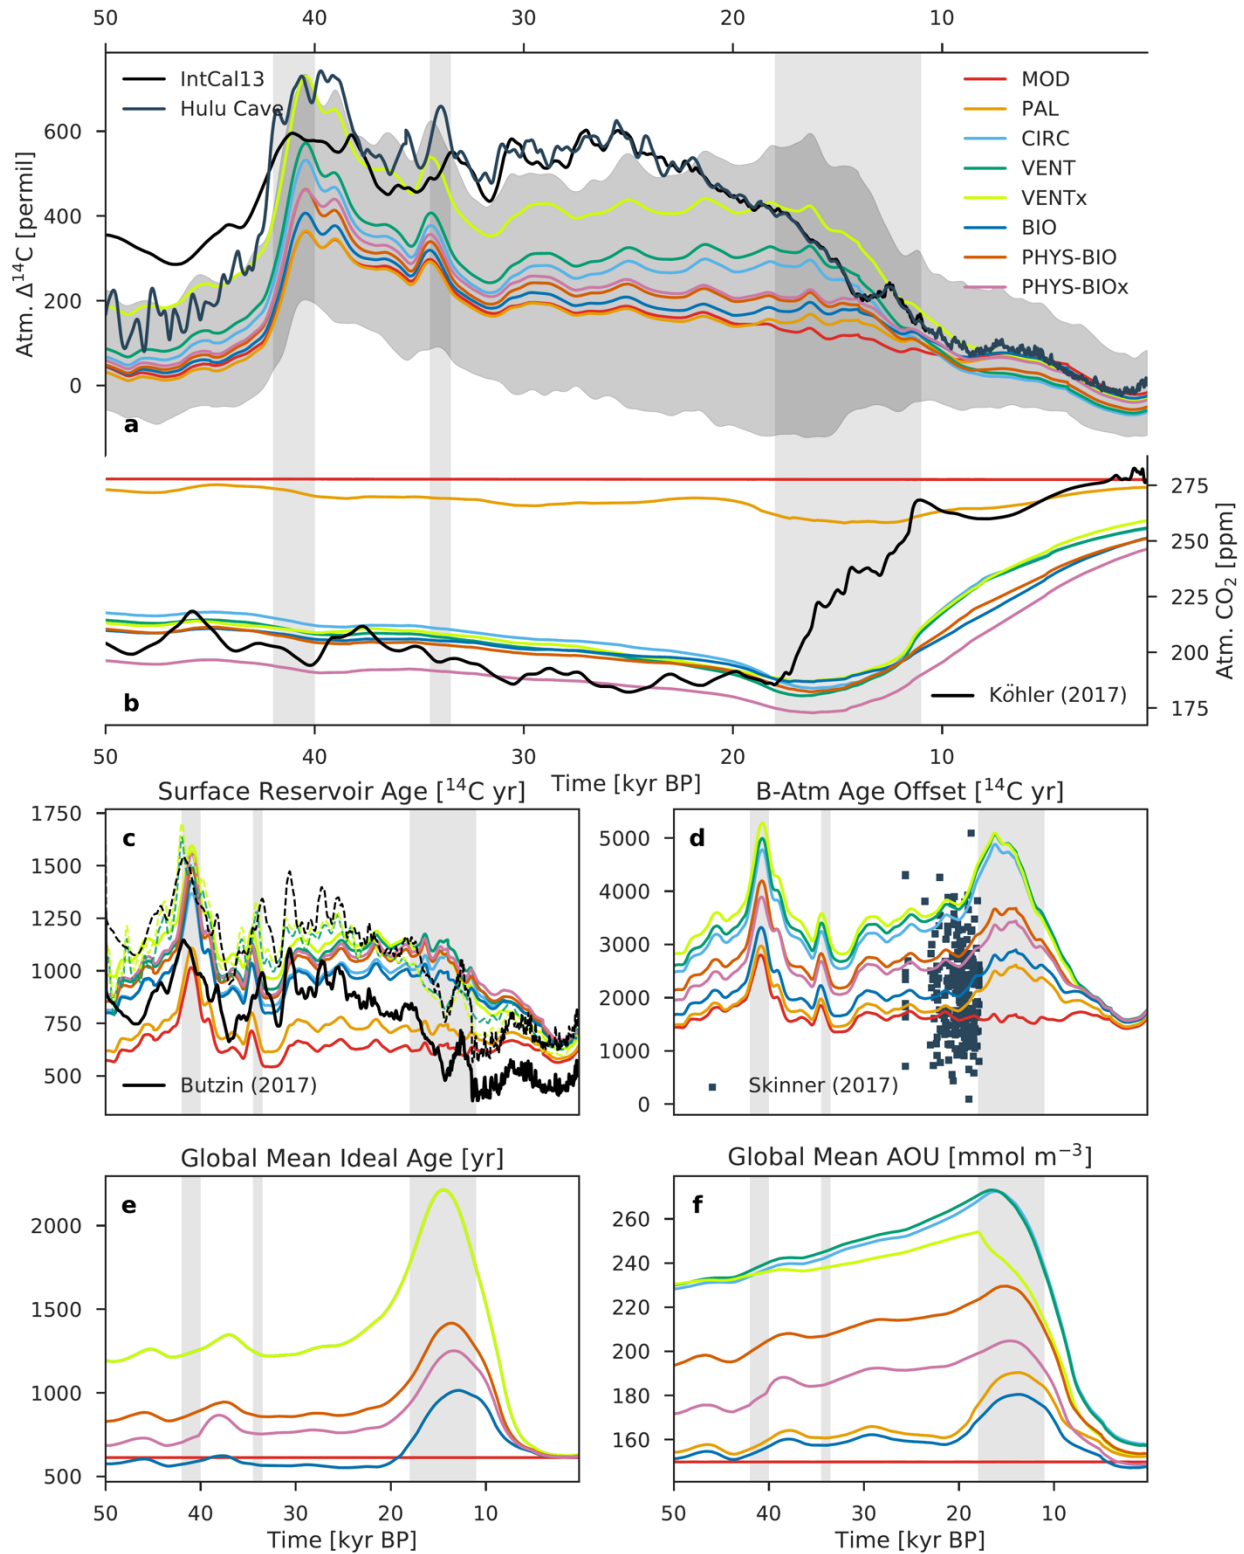 40 30 20 10
IntCal13
Hulu Cave
MOD
PAL
CIRC
VENT
VENTx
BIO
PHYS-BIO
PHYS-BIOx
Atm. Δ¹⁴C [permil]
600
400
200
0
a
275
250
225
200
175
Atm. CO₂ [ppm]
b
Köhler (2017)
50 40 30 20 10
Time [kyr BP]
Surface Reservoir Age [¹⁴C yr]
1750
1500
1250
1000
750
500
c
Butzin (2017)
B-Atm Age Offset [¹⁴C yr]
5000
4000
3000
2000
1000
0
d
Skinner (2017)
Global Mean Ideal Age [yr]
2000
1500
1000
500
e
50 40 30 20 10
Time [kyr BP]
Global Mean AOU [mmol m⁻³]
260
240
220
200
180
160
f
50 40 30 20 10
Time [kyr BP]